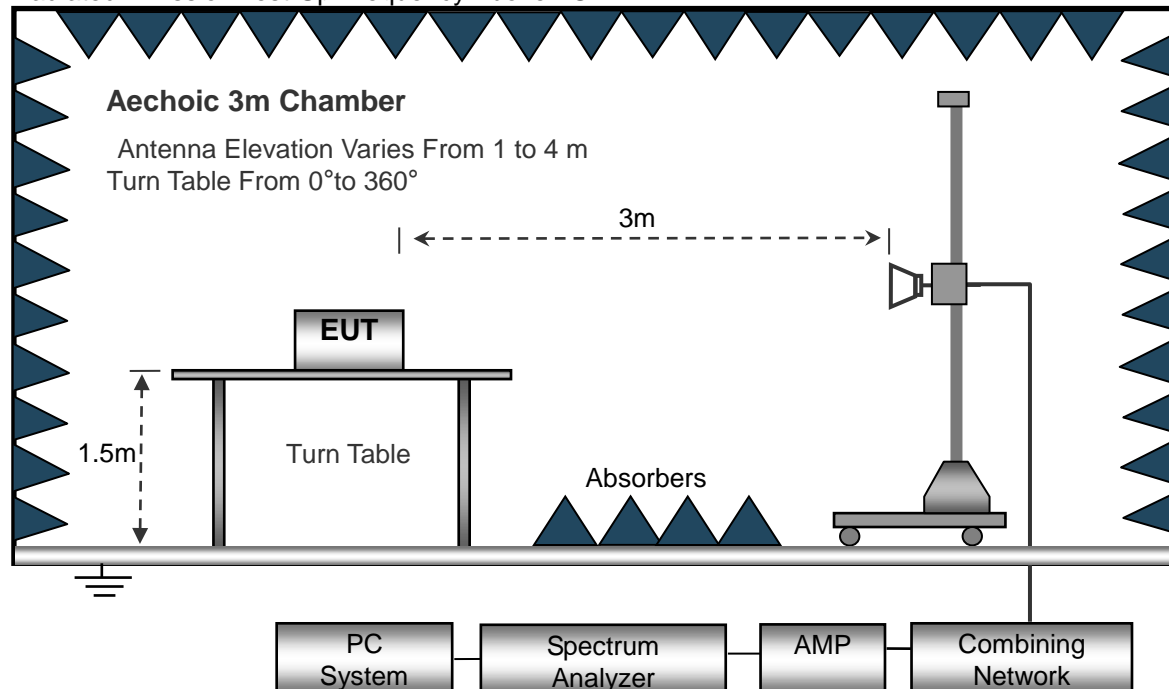 Aechoic 3m Chamber
Antenna Elevation Varies From 1 to 4 m
Turn Table From 0°to 360°
3m
EUT
1.5m
Turn Table
Absorbers
PC
System
Spectrum
Analyzer
AMP
Combining
Network